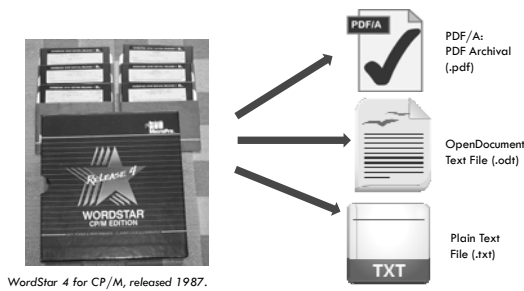 MicroPro
RELEASE 4
WORDSTAR
CP/M EDITION
WordStar 4 for CP/M, released 1987.
PDF/A
PDF/A:
PDF Archival
(.pdf)
OpenDocument
Text File (.odt)
TXT
Plain Text
File (.txt)